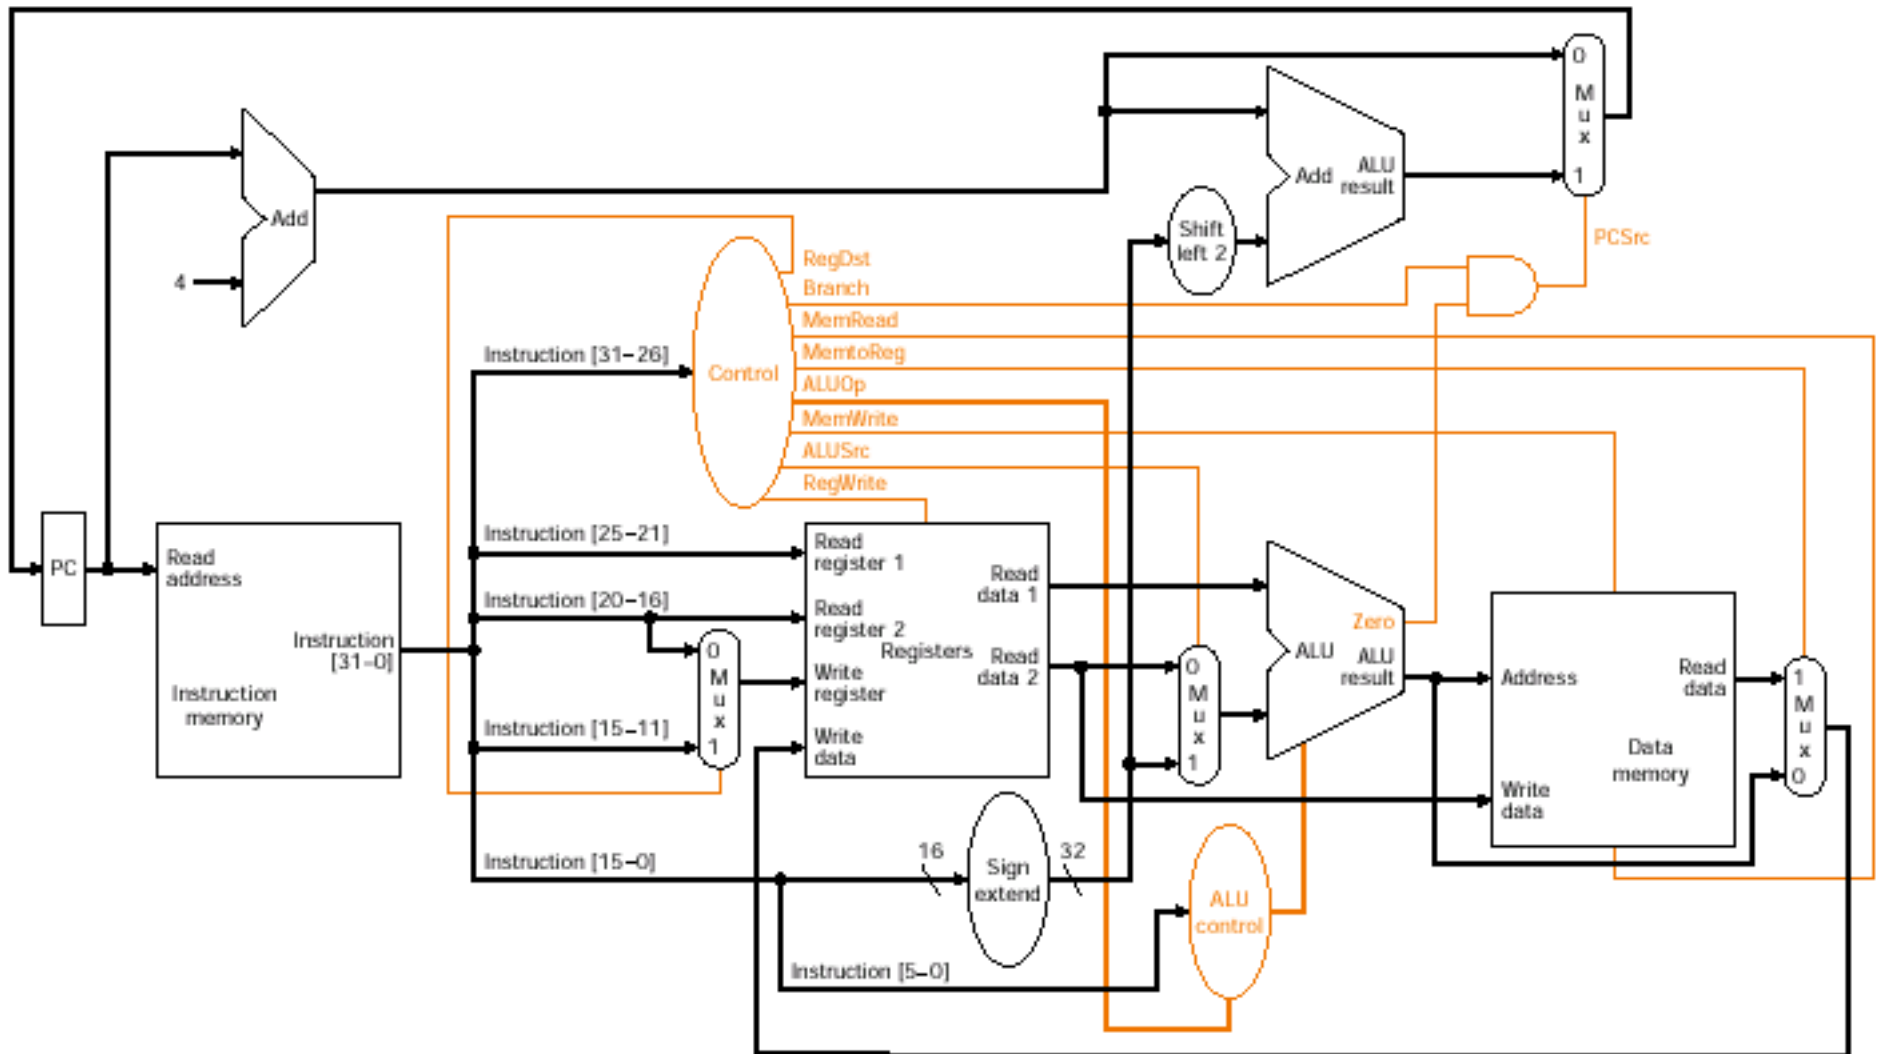 0
M
u
x
1
Add
ALU
result
Shift
left 2
PCSrc
Add
4
RegDst
Branch
MemRead
MemtoReg
ALUOp
MemWrite
ALUSrc
RegWrite
Control
Instruction [31–26]
Instruction [25–21]
Instruction [20–16]
Instruction [15–11]
Instruction [15–0]
Instruction [5–0]
PC
Read
address
Instruction
[31–0]
Instruction
memory
0
M
u
x
1
Read
register 1
Read
register 2
Registers
Write
register
Write
data
Read
data 1
Read
data 2
0
M
u
x
1
Zero
ALU
ALU
result
Address
Read
data
Data
memory
Write
data
1
M
u
x
0
16
Sign
extend
32
ALU
control